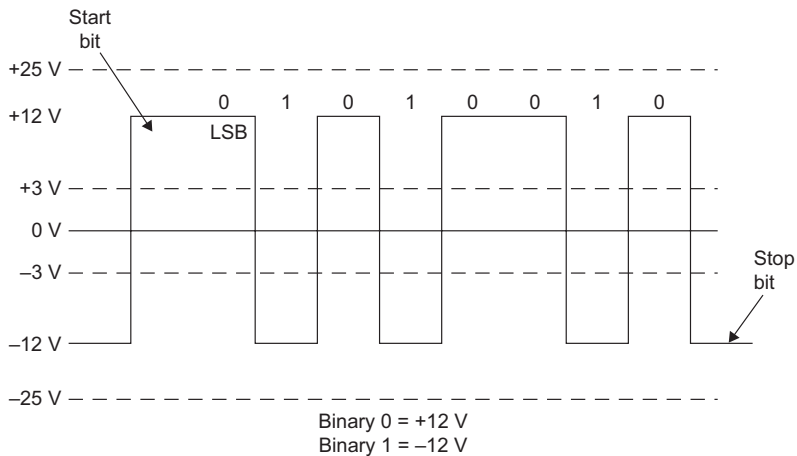 Start
bit
+25 V
0 1 0 1 0 0 1 0
+12 V
LSB
+3 V
0 V
–3 V
Stop
bit
–12 V
–25 V
Binary 0 = +12 V
Binary 1 = –12 V